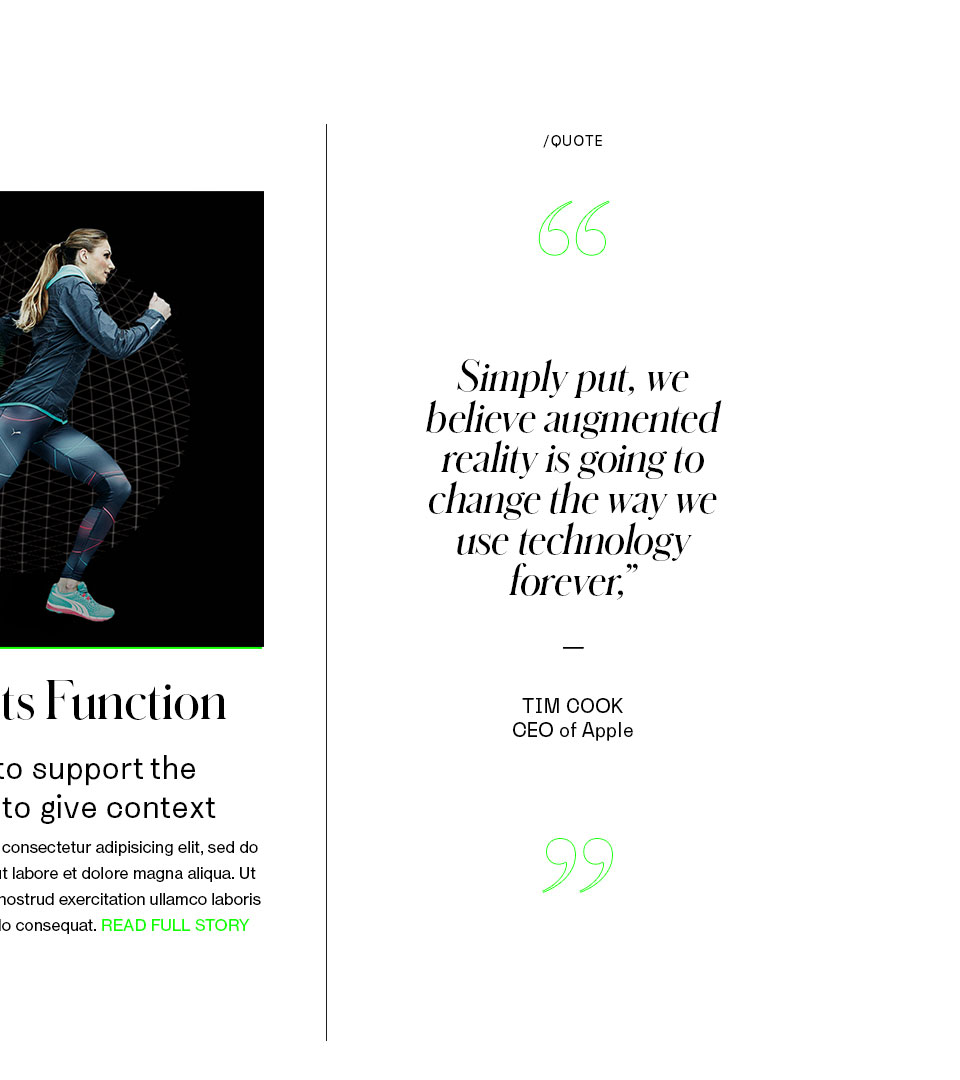 ts Function
to support the
to give context
consectetur adipisicing elit, sed do
ut labore et dolore magna aliqua. Ut
nostrud exercitation ullamco laboris
do consequat. READ FULL STORY
/QUOTE
“
Simply put, we
believe augmented
reality is going to
change the way we
use technology
forever,”
—
TIM COOK
CEO of Apple
”